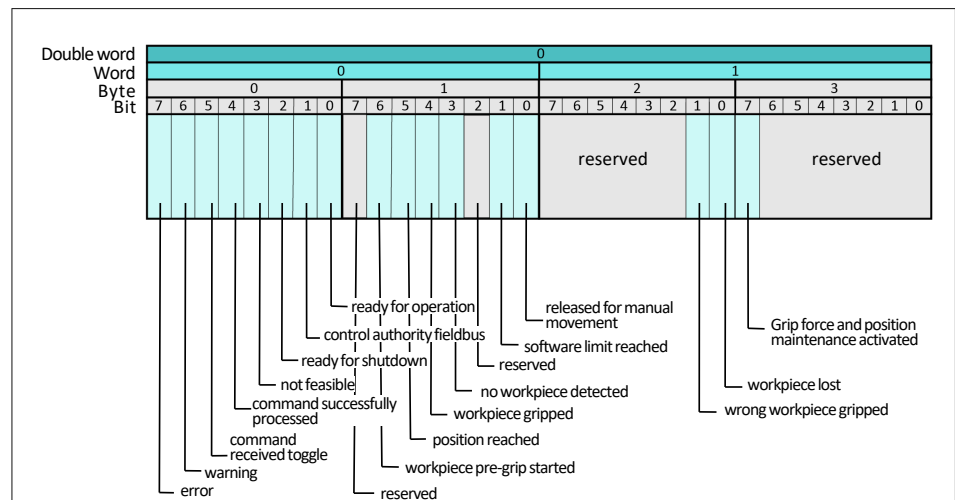 Double word 0
Word 0 1
Byte 0 1 2 3
Bit 7 6 5 4 3 2 1 0 7 6 5 4 3 2 1 0 7 6 5 4 3 2 1 0 7 6 5 4 3 2 1 0
reserved reserved
ready for operation
released for manual
movement
Grip force and position
maintenance activated
control authority fieldbus
software limit reached
ready for shutdown
reserved
not feasible
no workpiece detected
workpiece lost
command successfully
processed
workpiece gripped
wrong workpiece gripped
command
received toggle
position reached
warning
workpiece pre-grip started
error
reserved